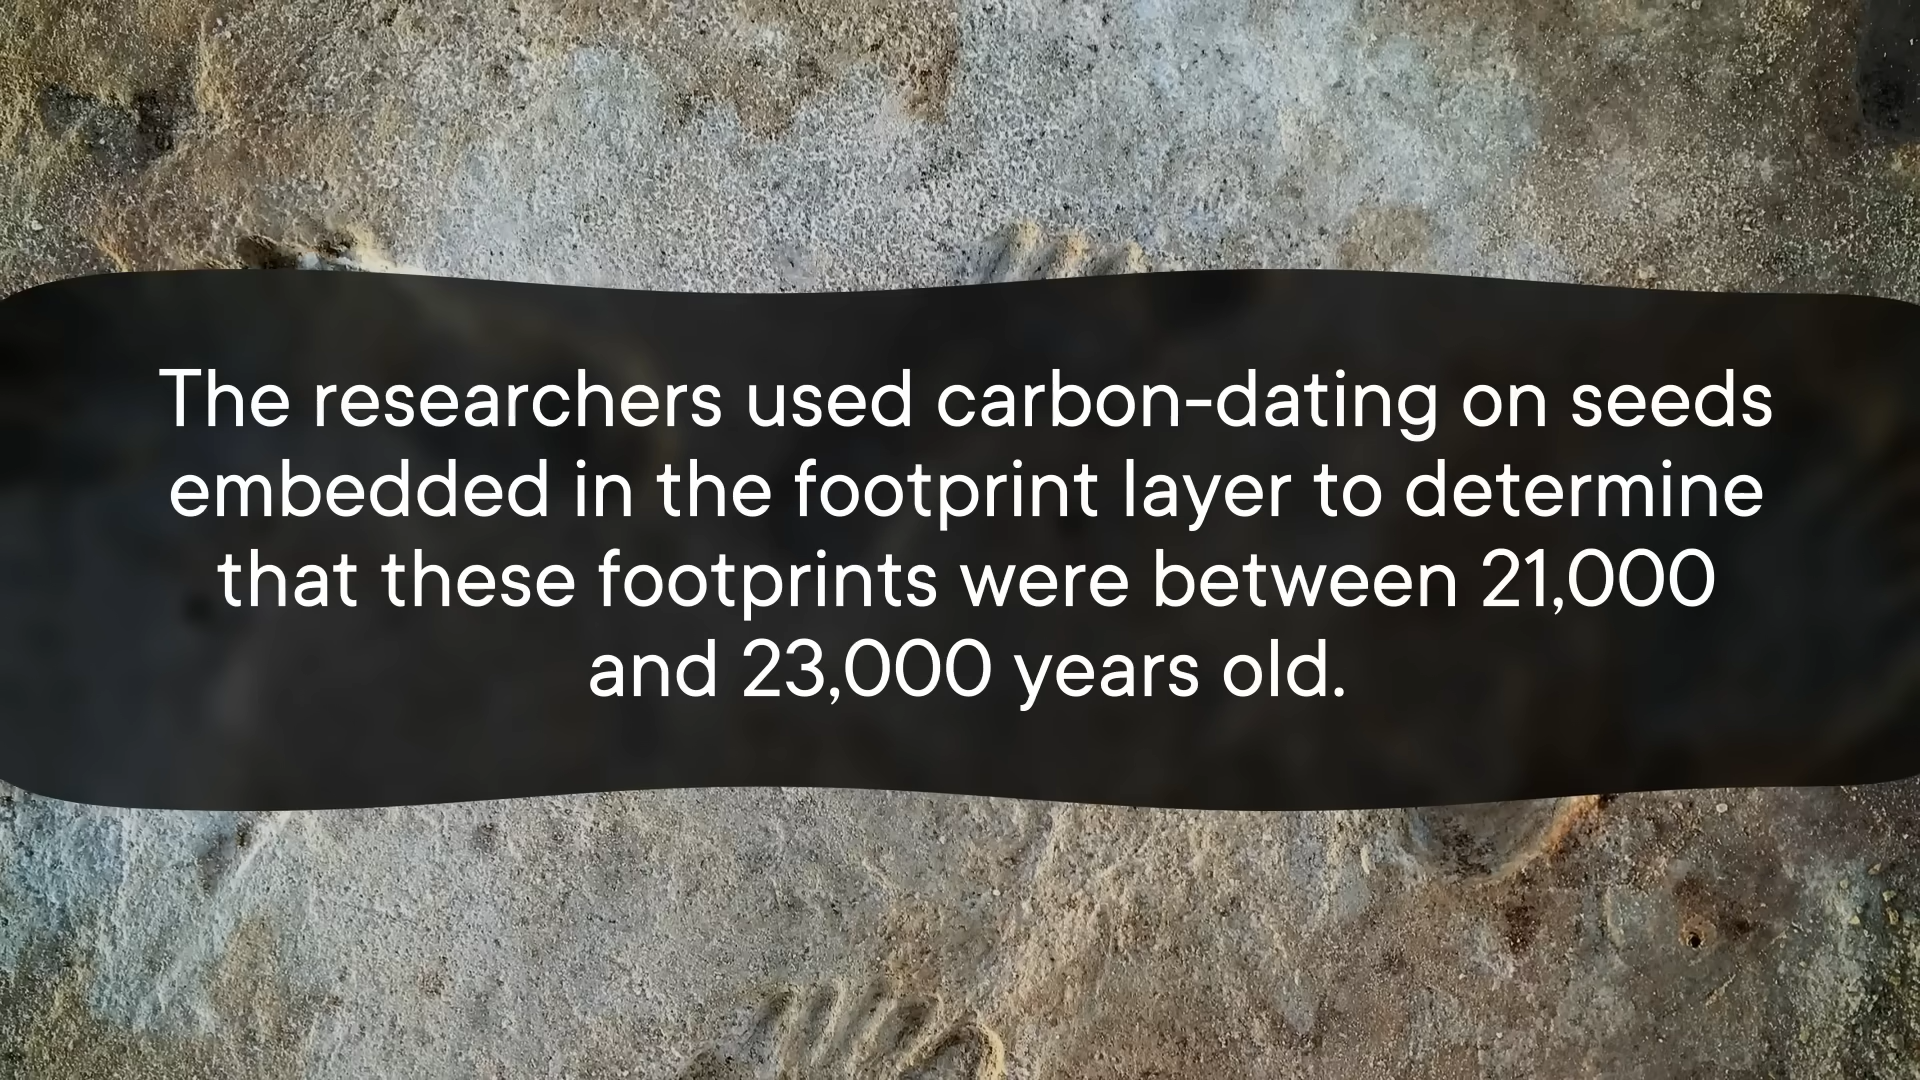 The researchers used carbon-dating on seeds
embedded in the footprint layer to determine
that these footprints were between 21,000
and 23,000 years old.